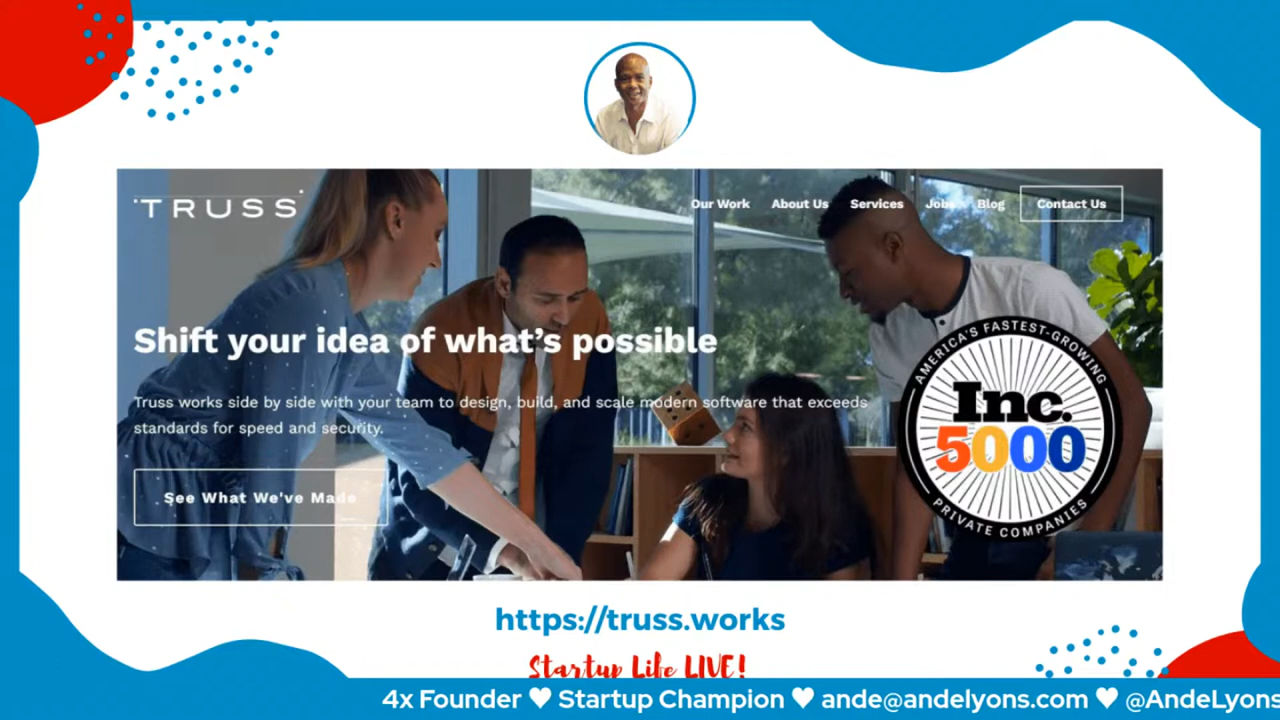 TRUSS
Our Work About Us Services Jobs Blog Contact Us
Shift your idea of what's possible
Truss works side by side with your team to design, build, and scale modern software that exceeds
standards for speed and security.
See What We've Made
AMERICA'S FASTEST-GROWING
Inc.
5000
PRIVATE COMPANIES
https://truss.works
Startup Life LIVE!
4x Founder ♥ Startup Champion ♥ ande@andelyons.com ♥ @AndeLyons